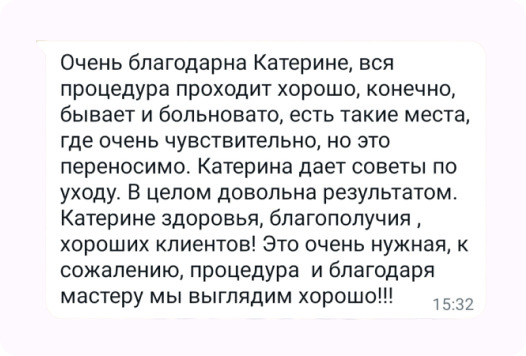 Очень благодарна Катерине, вся
процедура проходит хорошо, конечно,
бывает и больновато, есть такие места,
где очень чувствительно, но это
переносимо. Катерина дает советы по
уходу. В целом довольна результатом.
Катерине здоровья, благополучия ,
хороших клиентов! Это очень нужная, к
сожалению, процедура  и благодаря
мастеру мы выглядим хорошо!!!
15:32